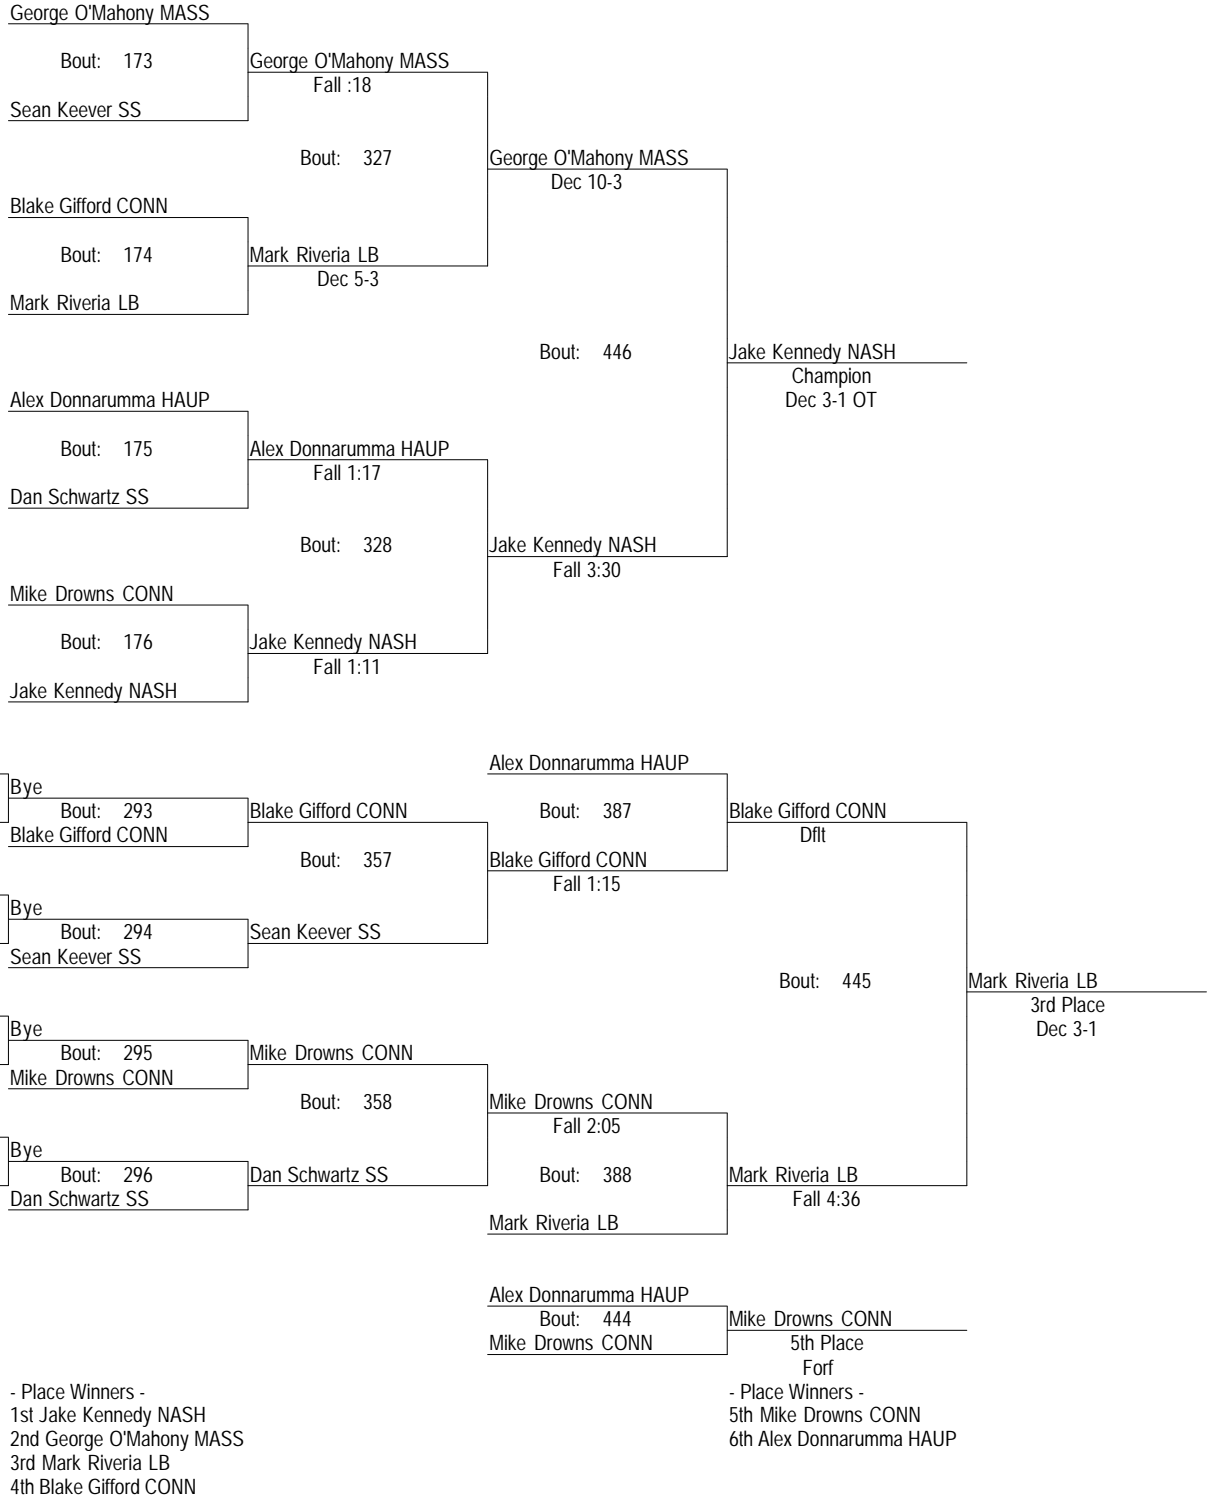 George O'Mahony MASS
Bout: 173
George O'Mahony MASS
Fall :18
Sean Keever SS
Bout: 327
George O'Mahony MASS
Dec 10-3
Blake Gifford CONN
Bout: 174
Mark Riveria LB
Dec 5-3
Mark Riveria LB
Bout: 446
Jake Kennedy NASH
Champion
Dec 3-1 OT
Alex Donnarumma HAUP
Bout: 175
Alex Donnarumma HAUP
Fall 1:17
Dan Schwartz SS
Bout: 328
Jake Kennedy NASH
Fall 3:30
Mike Drowns CONN
Bout: 176
Jake Kennedy NASH
Fall 1:11
Jake Kennedy NASH
Alex Donnarumma HAUP
Bye
Bout: 293
Blake Gifford CONN
Bout: 387
Blake Gifford CONN
Dflt
Blake Gifford CONN
Bout: 357
Blake Gifford CONN
Fall 1:15
Bye
Bout: 294
Sean Keever SS
Sean Keever SS
Bout: 445
Mark Riveria LB
3rd Place
Dec 3-1
Bye
Bout: 295
Mike Drowns CONN
Mike Drowns CONN
Bout: 358
Mike Drowns CONN
Fall 2:05
Bye
Bout: 296
Dan Schwartz SS
Bout: 388
Mark Riveria LB
Fall 4:36
Dan Schwartz SS
Mark Riveria LB
Alex Donnarumma HAUP
Bout: 444
Mike Drowns CONN
Mike Drowns CONN
5th Place
Forf
- Place Winners -
1st Jake Kennedy NASH
2nd George O'Mahony MASS
3rd Mark Riveria LB
4th Blake Gifford CONN
- Place Winners -
5th Mike Drowns CONN
6th Alex Donnarumma HAUP